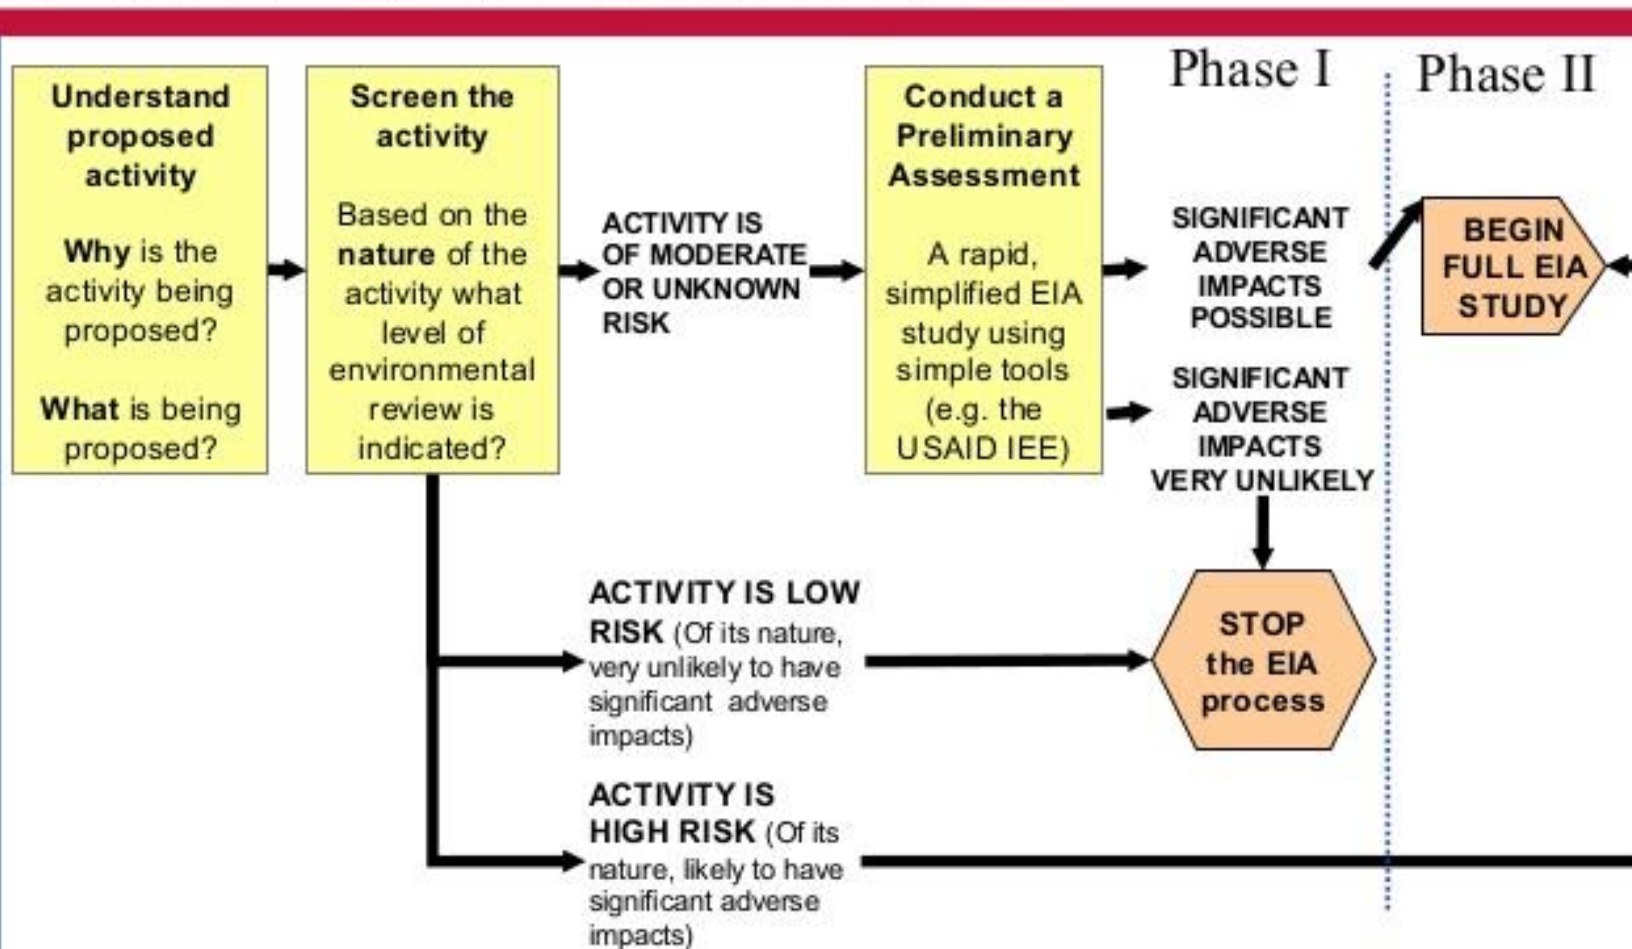 Phase I
Phase II
Understand
proposed
activity
Why is the
activity being
proposed?
What is being
proposed?
Screen the
activity
Based on the
nature of the
activity what
level of
environmental
review is
indicated?
ACTIVITY IS
OF MODERATE
OR UNKNOWN
RISK
Conduct a
Preliminary
Assessment
A rapid,
simplified EIA
study using
simple tools
(e.g. the
USAID IEE)
SIGNIFICANT
ADVERSE
IMPACTS
POSSIBLE
SIGNIFICANT
ADVERSE
IMPACTS
VERY UNLIKELY
BEGIN
FULL EIA
STUDY
ACTIVITY IS LOW
RISK (Of its nature,
very unlikely to have
significant adverse
impacts)
STOP
the EIA
process
ACTIVITY IS
HIGH RISK (Of its
nature, likely to have
significant adverse
impacts)